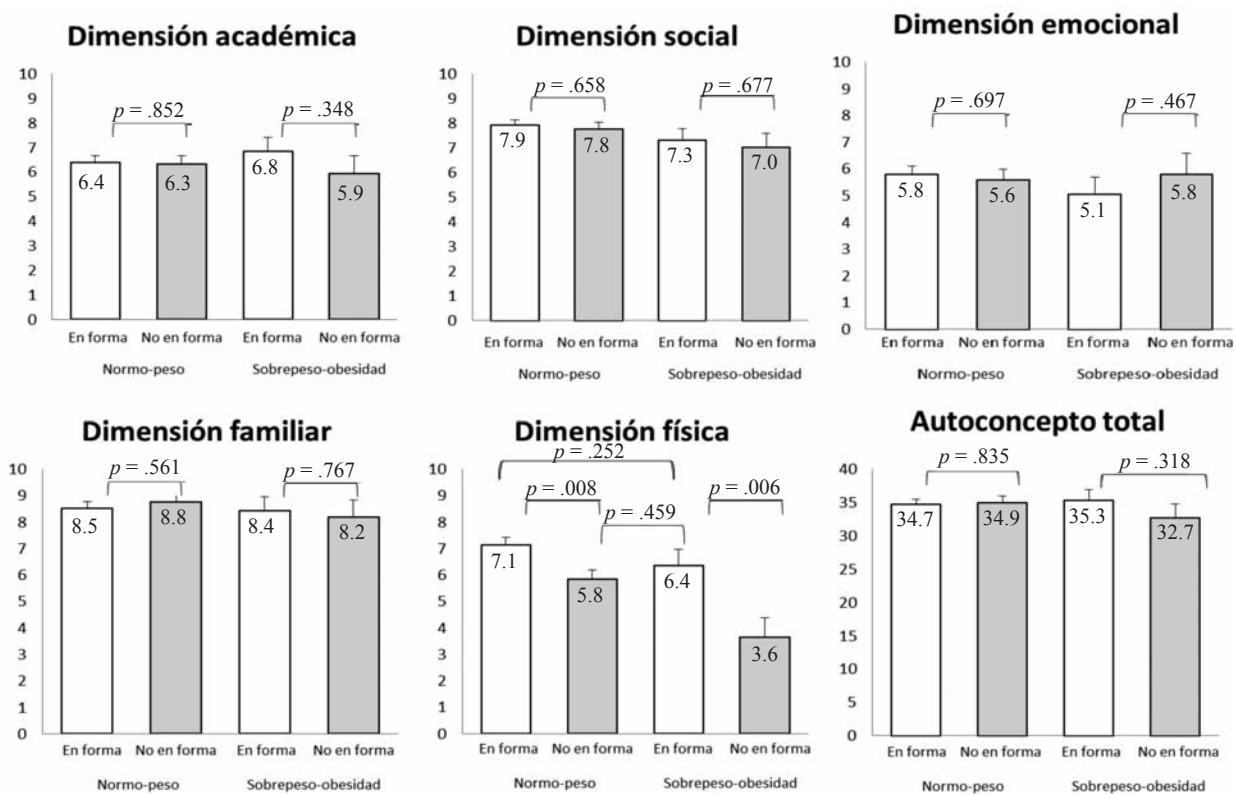 Dimensión académica
10
9
8
7
6
5
4
3
2
1
0
p = .852
p = .348
6.4
6.3
6.8
5.9
En forma No en forma En forma No en forma
Normo-peso Sobrepeso-obesidad
Dimensión social
10
9
8
7
6
5
4
3
2
1
0
p = .658
p = .677
7.9
7.8
7.3
7.0
En forma No en forma En forma No en forma
Normo-peso Sobrepeso-obesidad
Dimensión emocional
10
9
8
7
6
5
4
3
2
1
0
p = .697
p = .467
5.8
5.6
5.1
5.8
En forma No en forma En forma No en forma
Normo-peso Sobrepeso-obesidad
Dimensión familiar
10
9
8
7
6
5
4
3
2
1
0
p = .561
p = .767
8.5
8.8
8.4
8.2
En forma No en forma En forma No en forma
Normo-peso Sobrepeso-obesidad
Dimensión física
10
9
8
7
6
5
4
3
2
1
0
p = .252
p = .008
p = .006
p = .459
7.1
5.8
6.4
3.6
En forma No en forma En forma No en forma
Normo-peso Sobrepeso-obesidad
Autoconcepto total
40
35
30
25
20
15
10
5
0
p = .835
p = .318
34.7
34.9
35.3
32.7
En forma No en forma En forma No en forma
Normo-peso Sobrepeso-obesidad